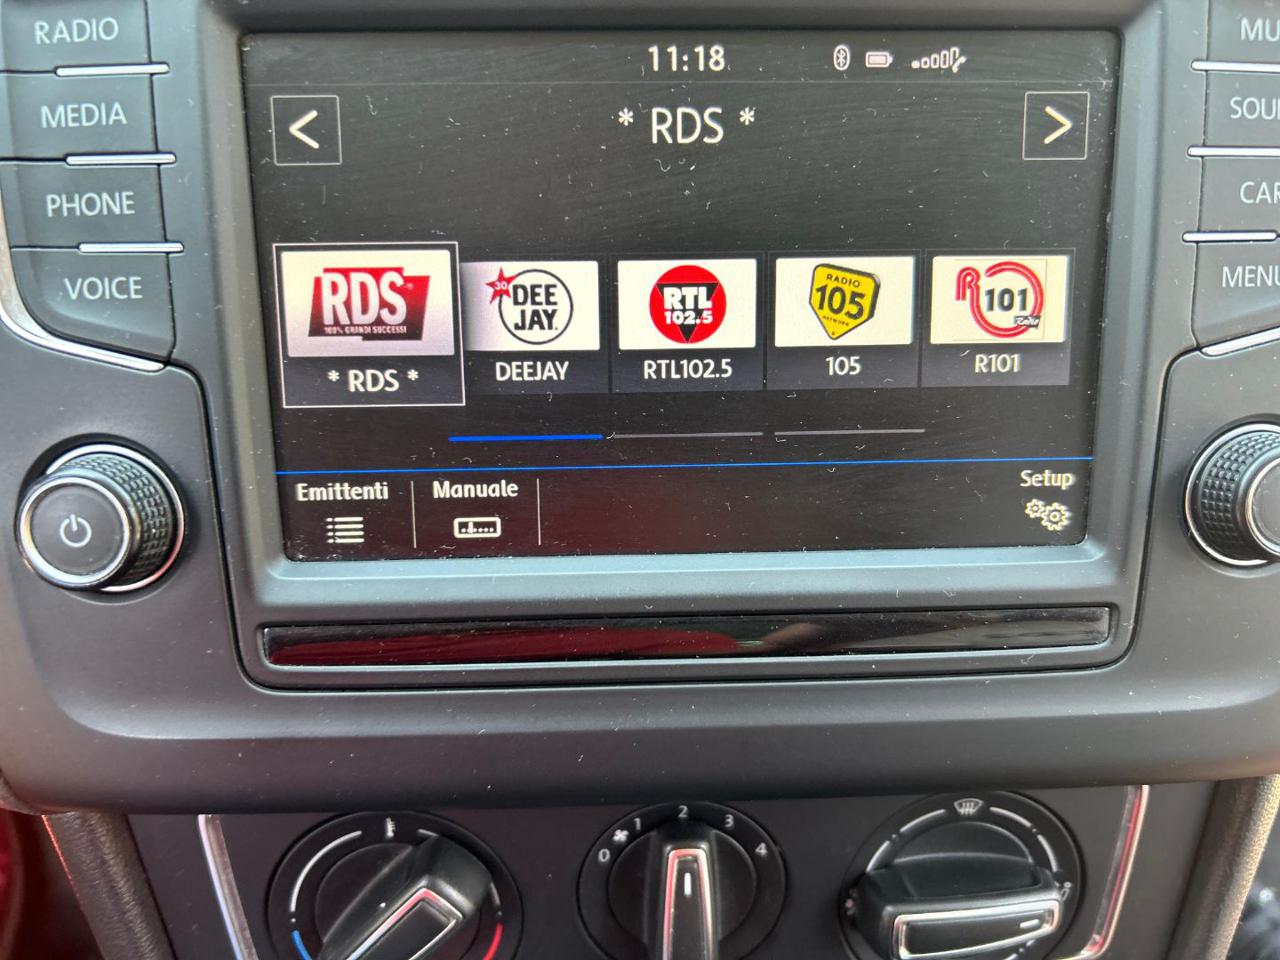 RADIO
MEDIA
PHONE
VOICE
11:18
* RDS *
<
>
RDS
100% GRANDI SUCCESSI
* RDS *
30
DEE
JAY
DEEJAY
RTL
102.5
RTL102.5
RADIO
105
NETWORK
105
R
101
Radio
R101
Emittenti
Manuale
Setup
MU
SOU
CAR
MENU
0
1
2
3
4